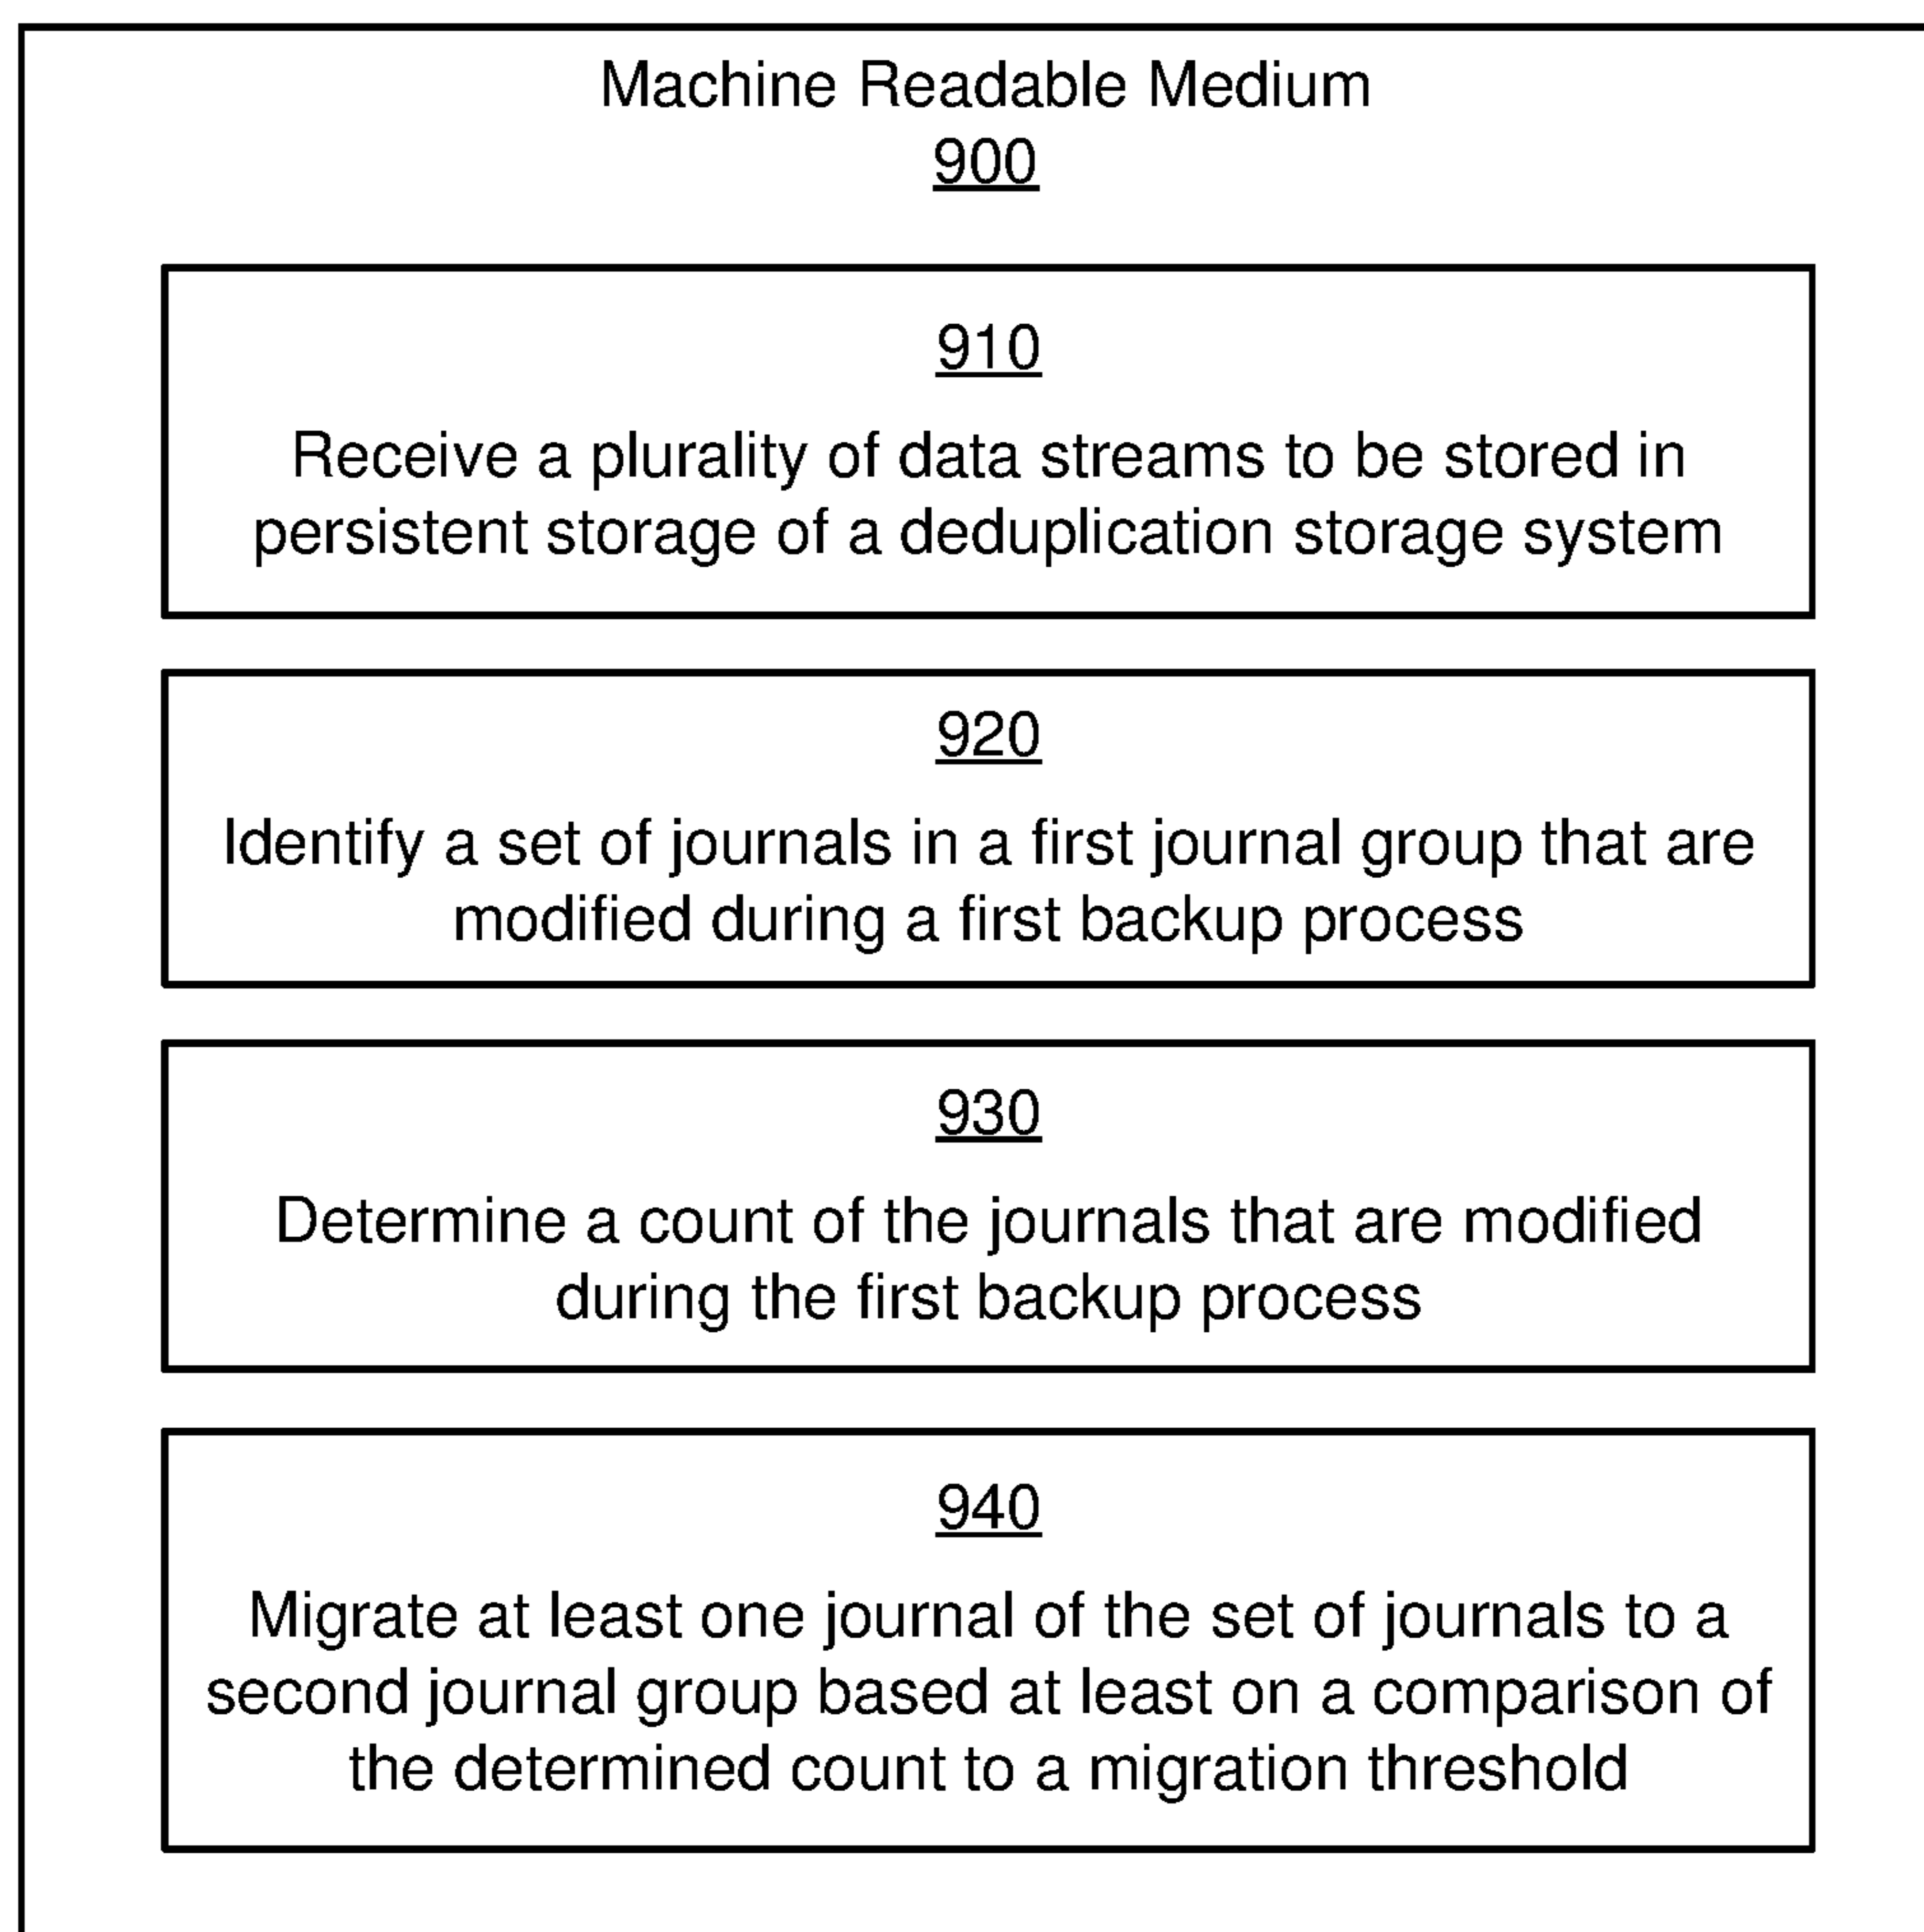 Machine Readable Medium
900
910
Receive a plurality of data streams to be stored in
persistent storage of a deduplication storage system
920
Identify a set of journals in a first journal group that are
modified during a first backup process
930
Determine a count of the journals that are modified
during the first backup process
940
Migrate at least one journal of the set of journals to a
second journal group based at least on a comparison of
the determined count to a migration threshold